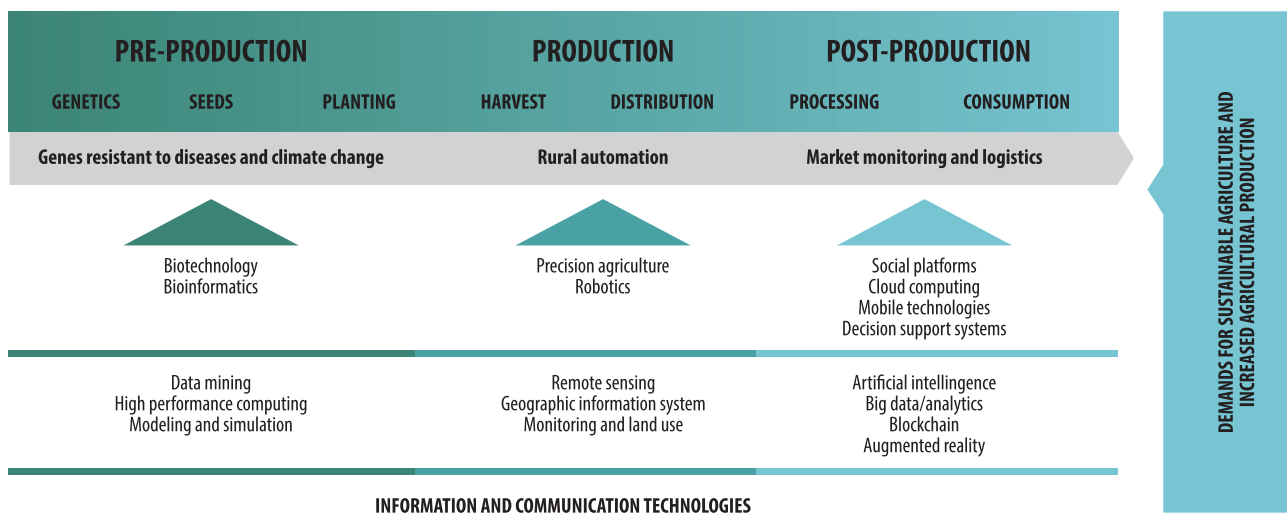 PRE-PRODUCTION
PRODUCTION
POST-PRODUCTION
GENETICS
SEEDS
PLANTING
HARVEST
DISTRIBUTION
PROCESSING
CONSUMPTION
Genes resistant to diseases and climate change
Rural automation
Market monitoring and logistics
Biotechnology
Bioinformatics
Precision agriculture
Robotics
Social platforms
Cloud computing
Mobile technologies
Decision support systems
Data mining
High performance computing
Modeling and simulation
Remote sensing
Geographic information system
Monitoring and land use
Artificial intellingence
Big data/analytics
Blockchain
Augmented reality
INFORMATION AND COMMUNICATION TECHNOLOGIES
DEMANDS FOR SUSTAINABLE AGRICULTURE AND
INCREASED AGRICULTURAL PRODUCTION